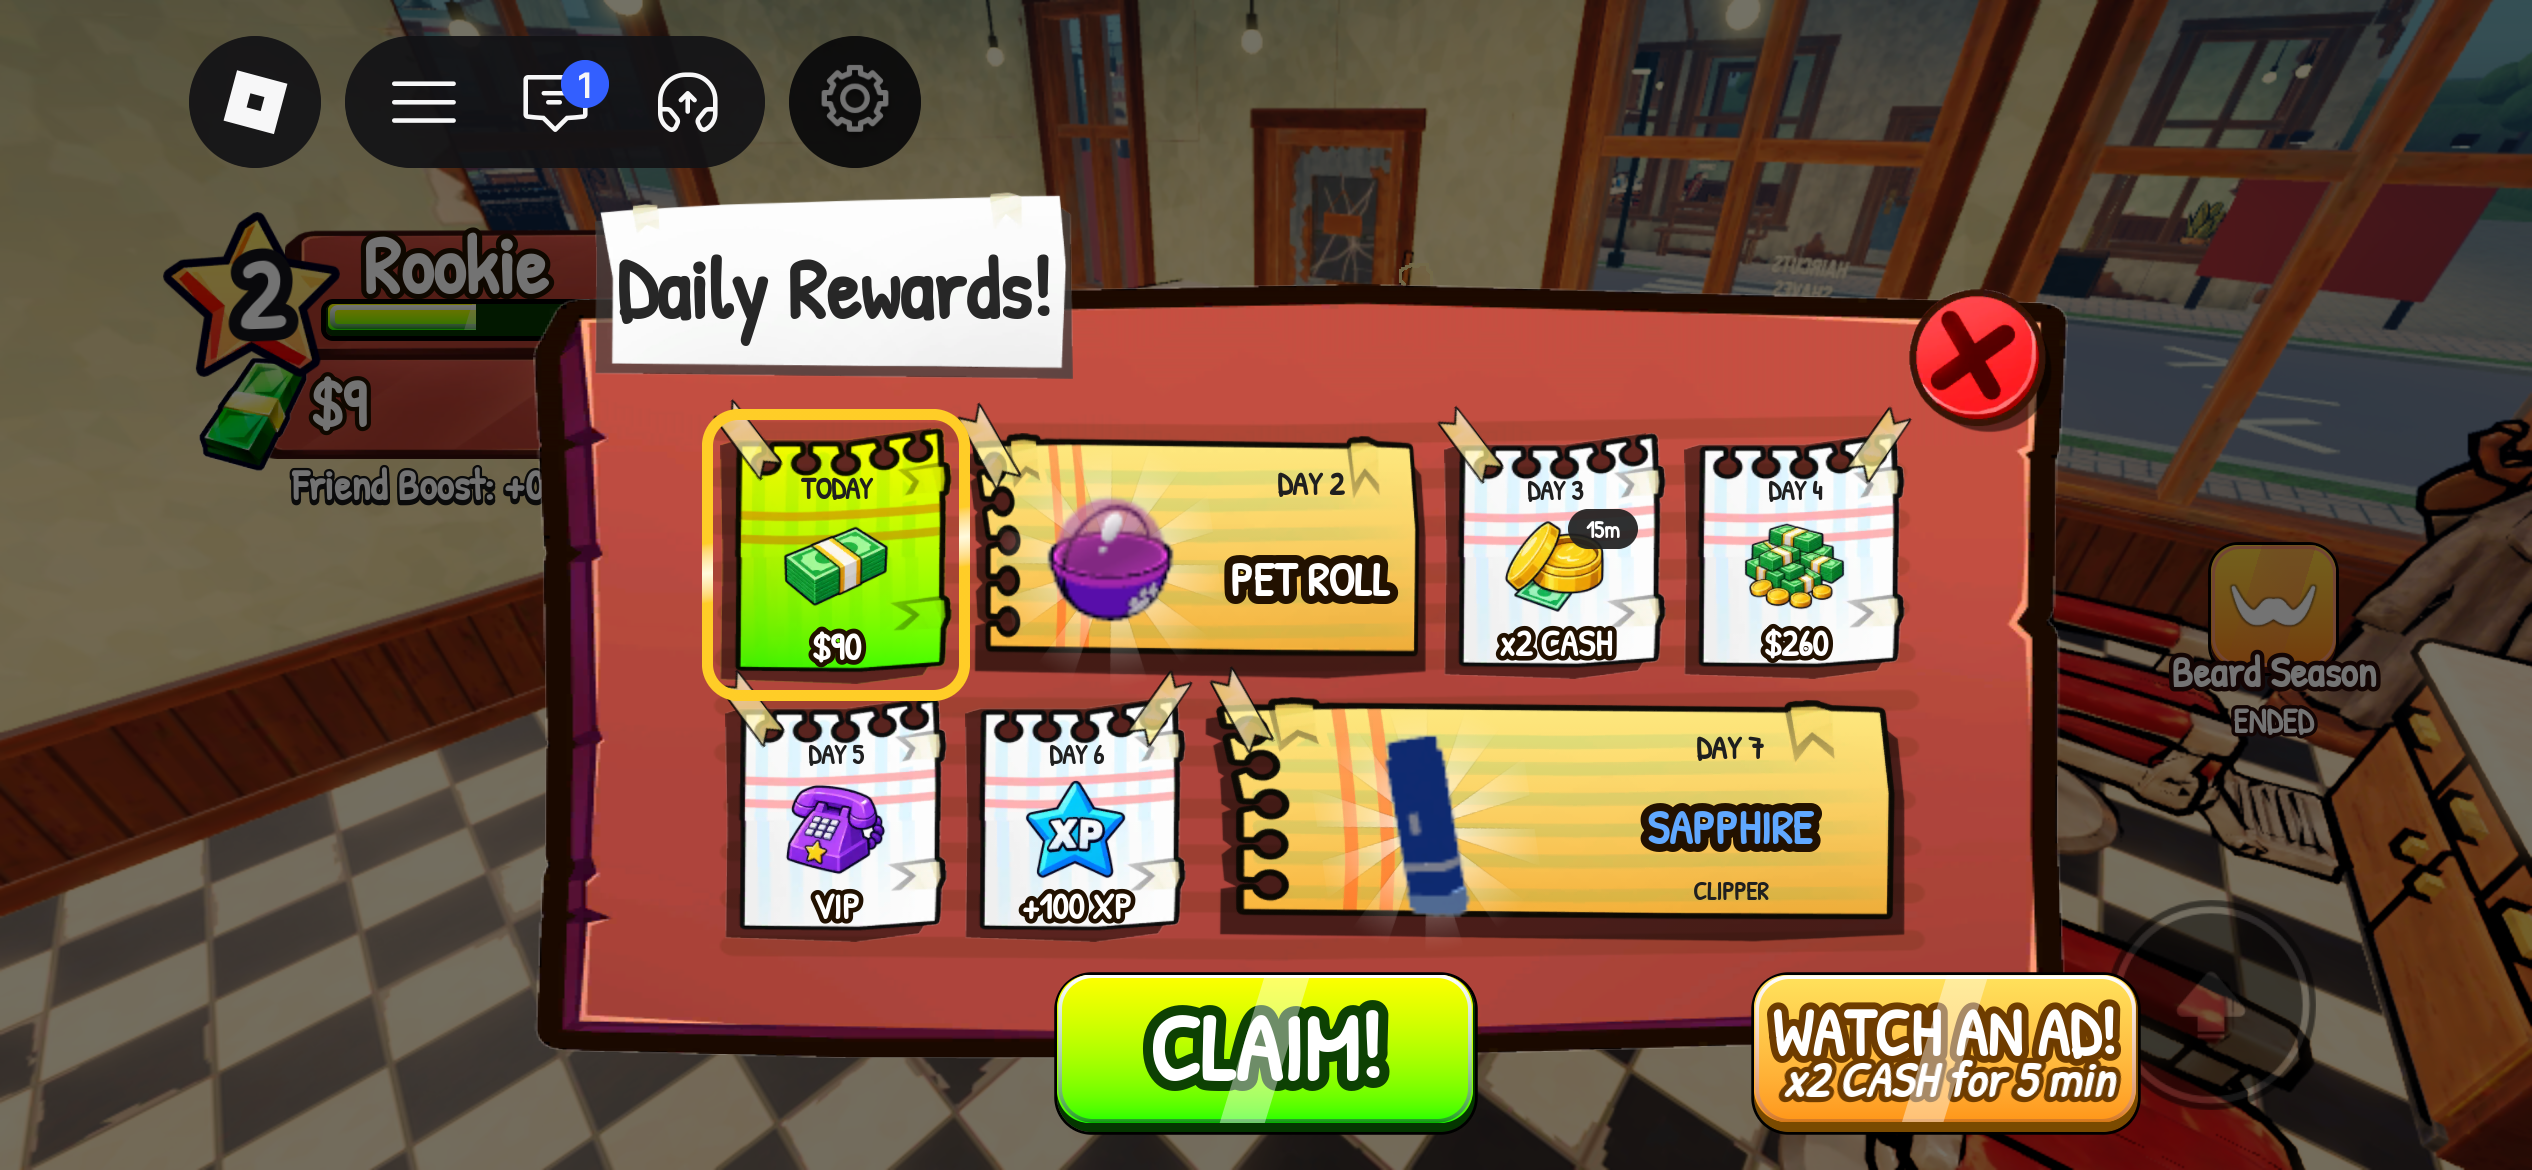 1
Daily Rewards!
2
Rookie
$9
Friend Boost: +0
TODAY
$90
DAY 2
PET ROLL
DAY 3
15m
x2 CASH
DAY 4
$260
DAY 5
VIP
DAY 6
XP
+100 XP
DAY 7
SAPPHIRE
CLIPPER
Beard Season
ENDED
CLAIM!
WATCH AN AD!
x2 CASH for 5 min
HAIRCUTS
SHAVES